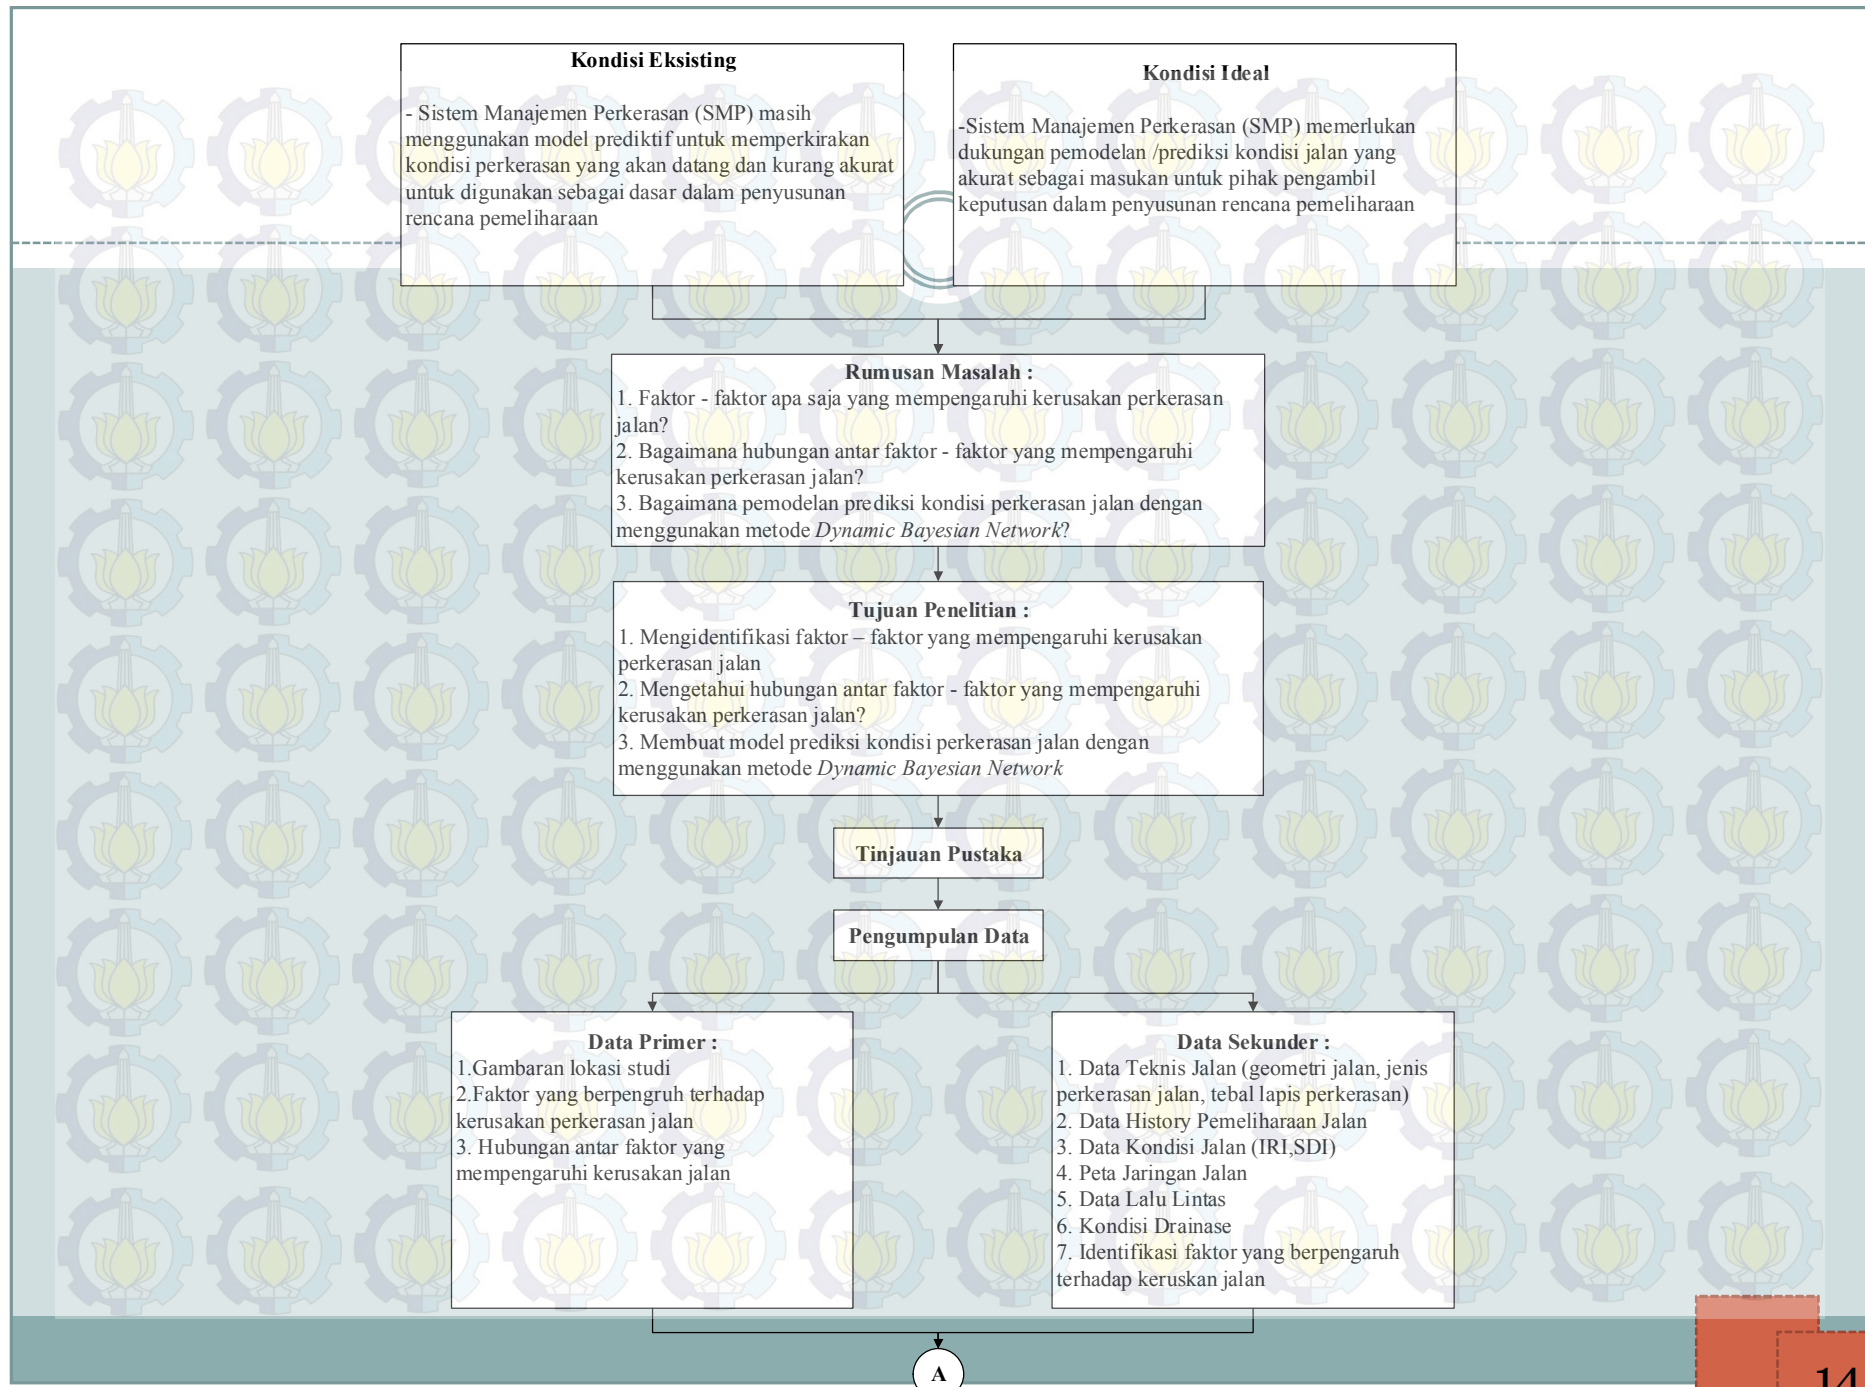 Kondisi Eksisting
- Sistem Manajemen Perkerasan (SMP) masih
menggunakan model prediktif untuk memperkirakan
kondisi perkerasan yang akan datang dan kurang akurat
untuk digunakan sebagai dasar dalam penyusunan
rencana pemeliharaan
Kondisi Ideal
-Sistem Manajemen Perkerasan (SMP) memerlukan
dukungan pemodelan /prediksi kondisi jalan yang
akurat sebagai masukan untuk pihak pengambil
keputusan dalam penyusunan rencana pemeliharaan
Rumusan Masalah :
1. Faktor - faktor apa saja yang mempengaruhi kerusakan perkerasan
jalan?
2. Bagaimana hubungan antar faktor - faktor yang mempengaruhi
kerusakan perkerasan jalan?
3. Bagaimana pemodelan prediksi kondisi perkerasan jalan dengan
menggunakan metode Dynamic Bayesian Network?
Tujuan Penelitian :
1. Mengidentifikasi faktor – faktor yang mempengaruhi kerusakan
perkerasan jalan
2. Mengetahui hubungan antar faktor - faktor yang mempengaruhi
kerusakan perkerasan jalan?
3. Membuat model prediksi kondisi perkerasan jalan dengan
menggunakan metode Dynamic Bayesian Network
Tinjauan Pustaka
Pengumpulan Data
Data Primer :
1.Gambaran lokasi studi
2.Faktor yang berpengruh terhadap
kerusakan perkerasan jalan
3. Hubungan antar faktor yang
mempengaruhi kerusakan jalan
Data Sekunder :
1. Data Teknis Jalan (geometri jalan, jenis
perkerasan jalan, tebal lapis perkerasan)
2. Data History Pemeliharaan Jalan
3. Data Kondisi Jalan (IRI,SDI)
4. Peta Jaringan Jalan
5. Data Lalu Lintas
6. Kondisi Drainase
7. Identifikasi faktor yang berpengaruh
terhadap keruskan jalan
A
14